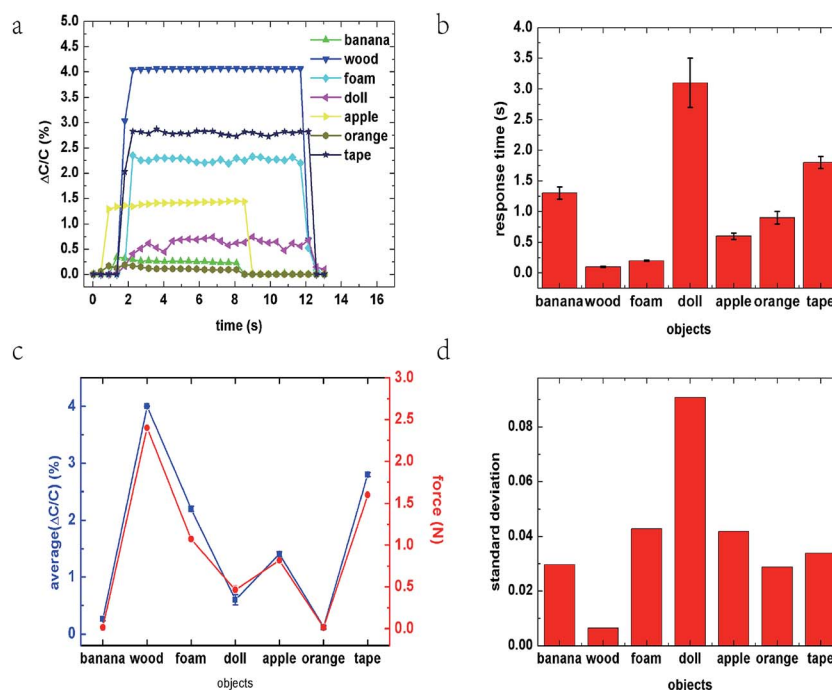 a
5.0
4.5
4.0
3.5
3.0
2.5
2.0
1.5
1.0
0.5
0.0
ΔC/C (%)
0 2 4 6 8 10 12 14 16
time (s)
banana
wood
foam
doll
apple
orange
tape
b
4.0
3.5
3.0
2.5
2.0
1.5
1.0
0.5
0.0
response time (s)
banana wood foam doll apple orange tape
objects
c
4
3
2
1
0
average(ΔC/C) (%)
3.0
2.5
2.0
1.5
1.0
0.5
0.0
force (N)
banana wood foam doll apple orange tape
objects
d
0.08
0.06
0.04
0.02
0.00
standard deviation
banana wood foam doll apple orange tape
objects